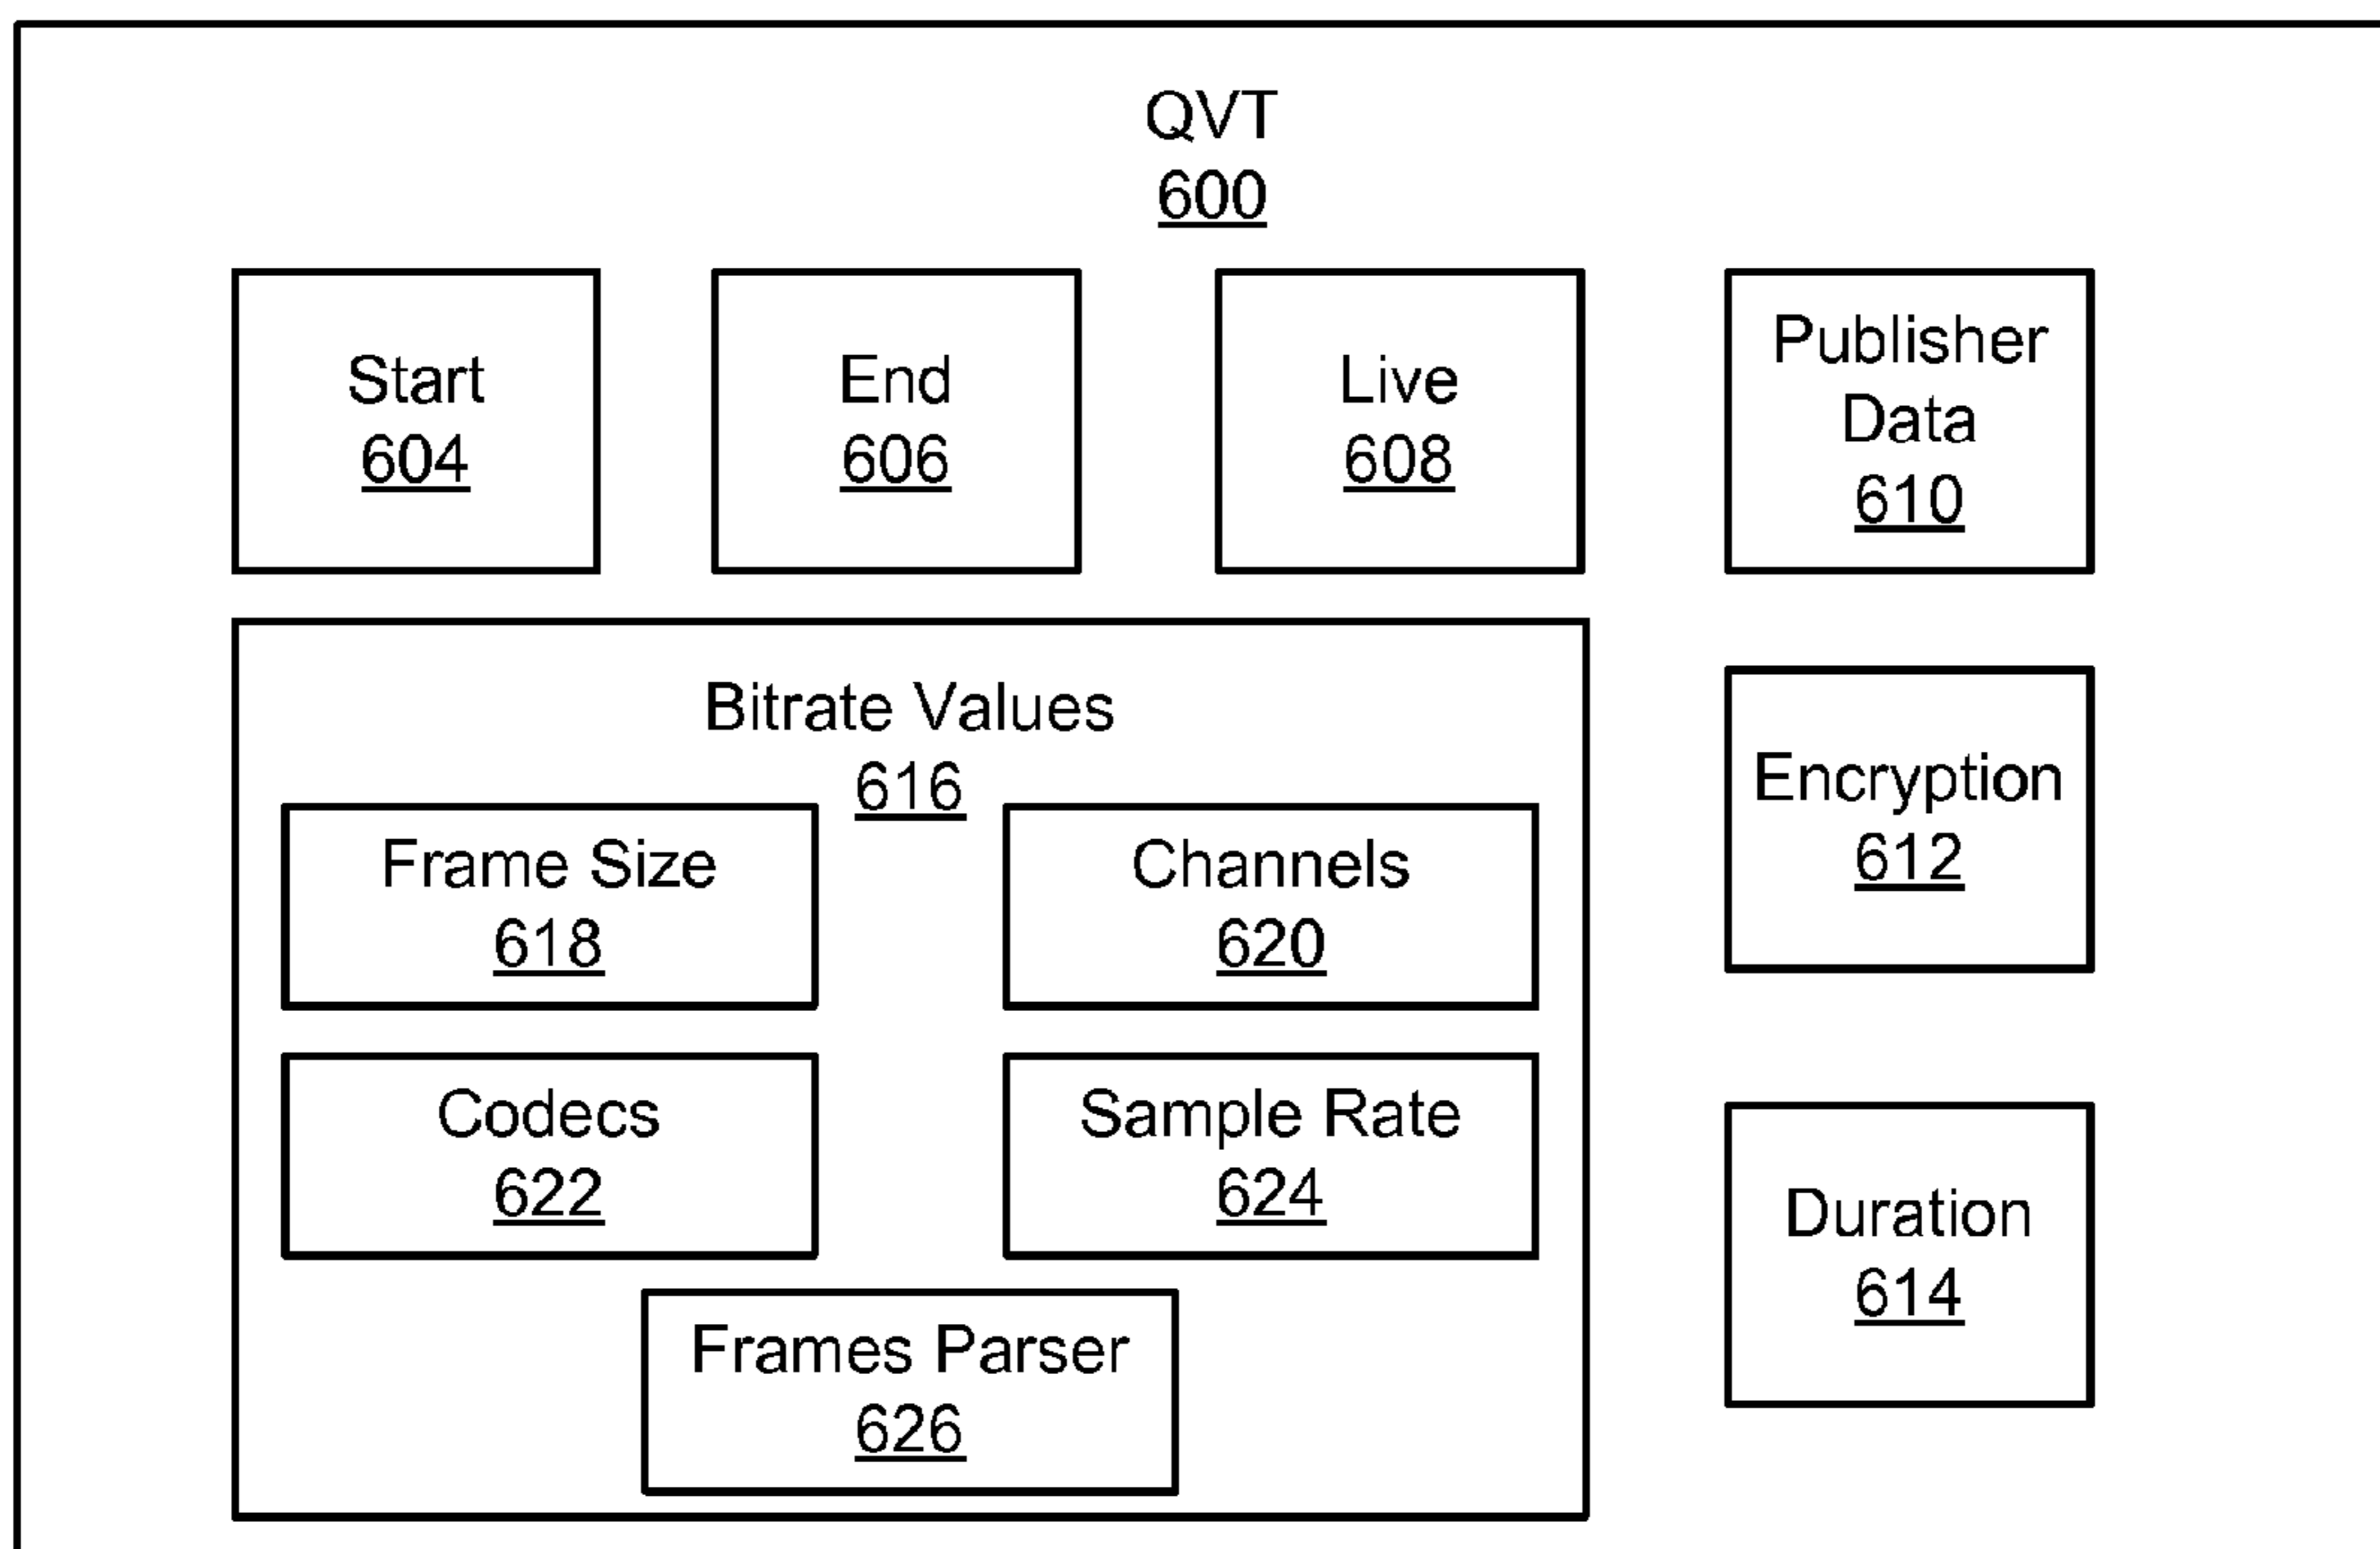 QVT
600
Start
604
End
606
Live
608
Publisher
Data
610
Bitrate Values
616
Frame Size
618
Channels
620
Codecs
622
Sample Rate
624
Frames Parser
626
Encryption
612
Duration
614